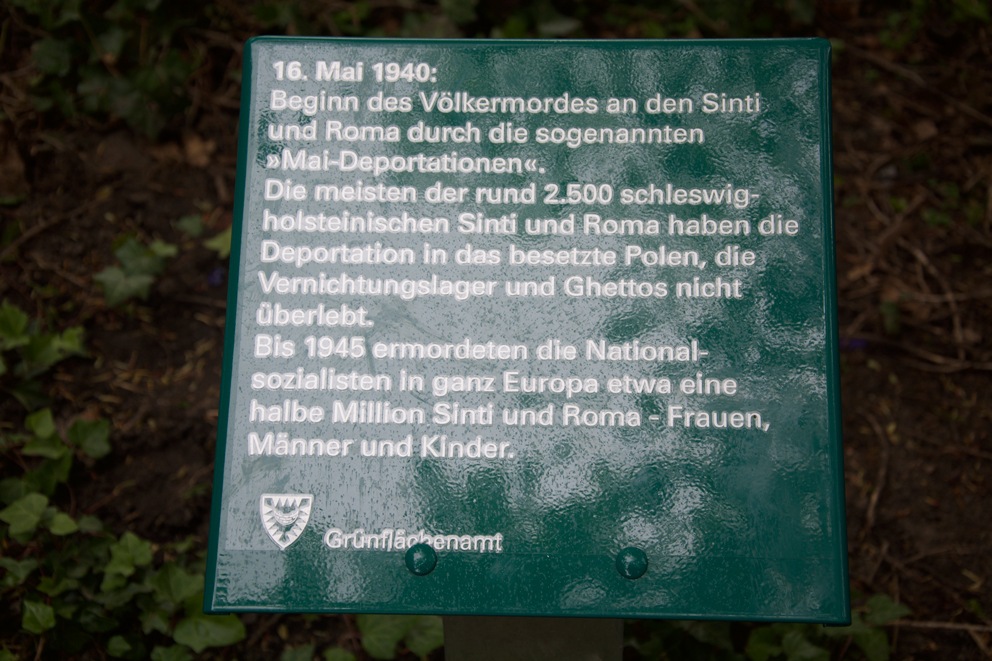 16. Mai 1940:
Beginn des Völkermordes an den Sinti
und Roma durch die sogenannten
»Mai-Deportationen«.
Die meisten der rund 2.500 schleswig-
holsteinischen Sinti und Roma haben die
Deportation in das besetzte Polen, die
Vernichtungslager und Ghettos nicht
überlebt.
Bis 1945 ermordeten die National-
sozialisten in ganz Europa etwa eine
halbe Million Sinti und Roma - Frauen,
Männer und Kinder.
Grünflächenamt